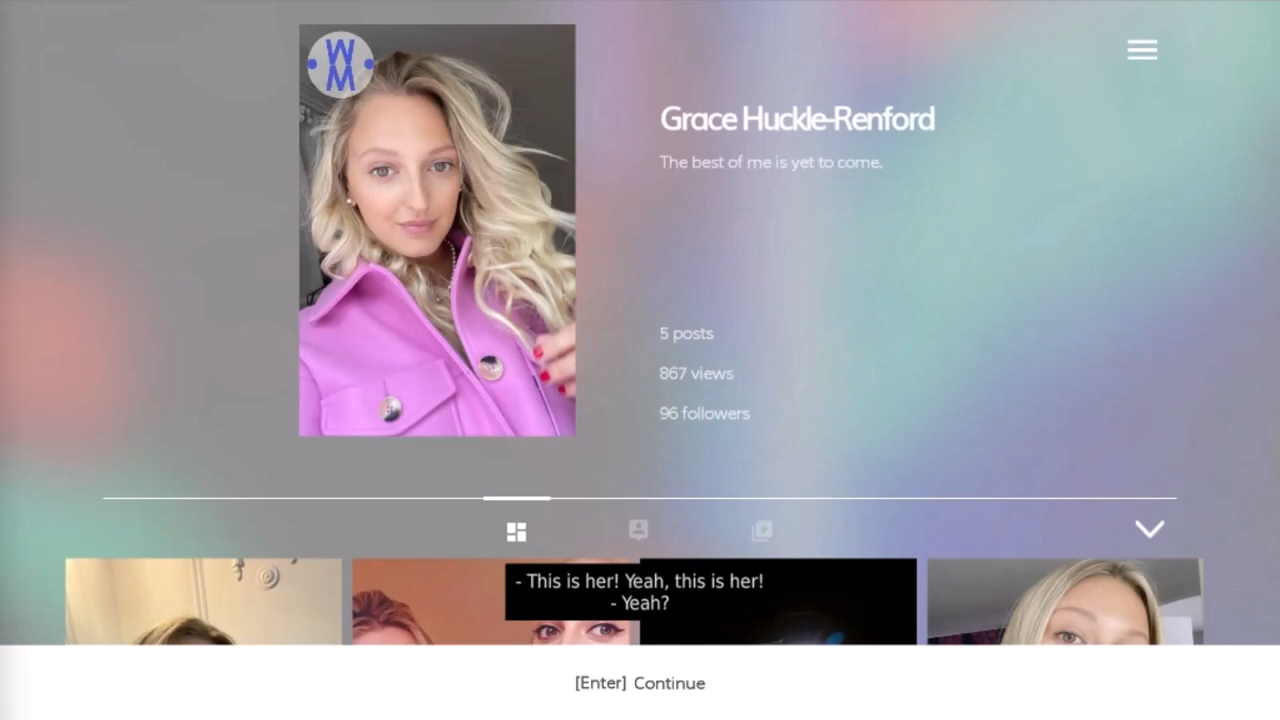 WM
Grace Huckle-Renford
The best of me is yet to come.
5 posts
867 views
96 followers
- This is her! Yeah, this is her!
- Yeah?
[Enter] Continue